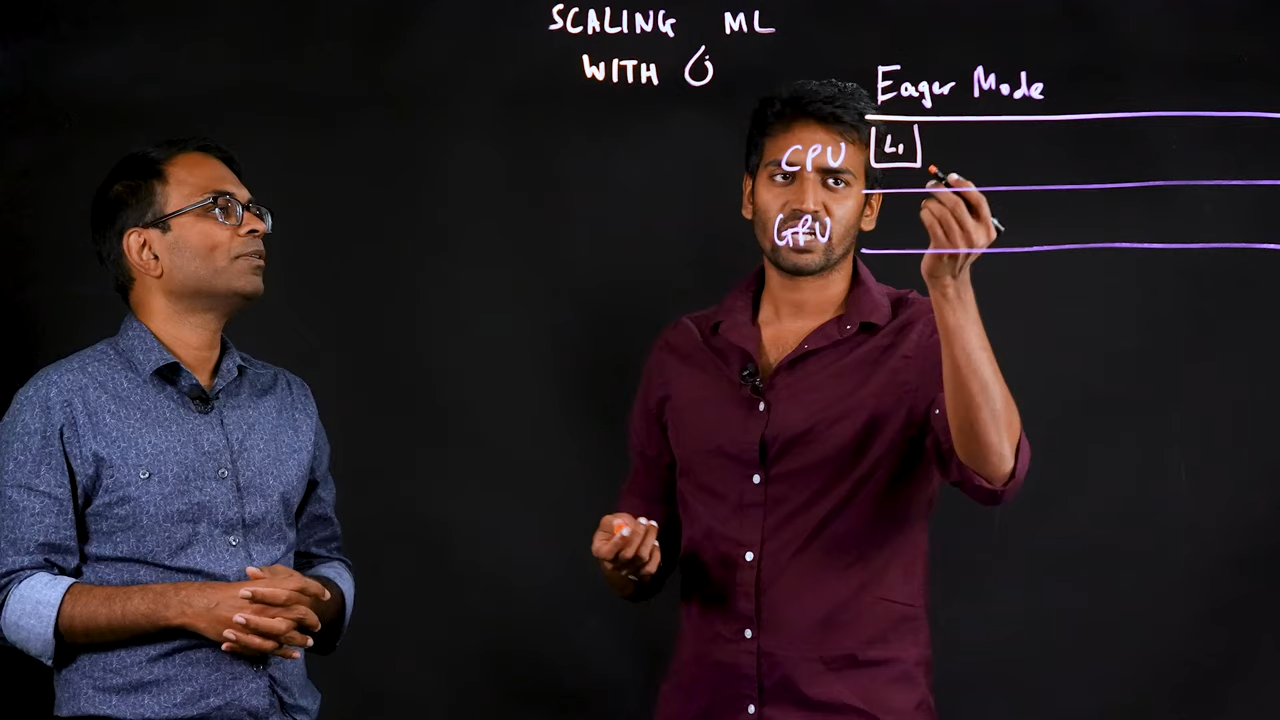 SCALING ML
WITH
Eager Mode
CPU
L1
GPU